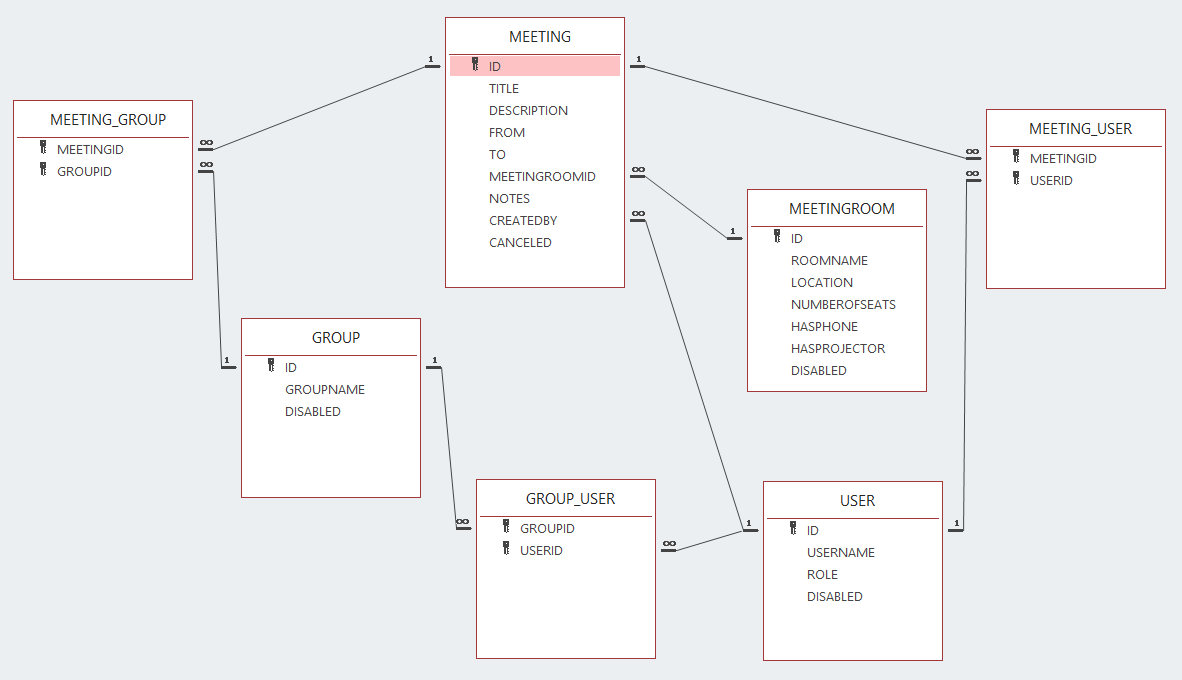 MEETING
ID
TITLE
DESCRIPTION
FROM
TO
MEETINGROOMID
NOTES
CREATEDBY
CANCELED
MEETING_GROUP
MEETINGID
GROUPID
MEETING_USER
MEETINGID
USERID
MEETINGROOM
ID
ROOMNAME
LOCATION
NUMBEROFSEATS
HASPHONE
HASPROJECTOR
DISABLED
GROUP
ID
GROUPNAME
DISABLED
GROUP_USER
GROUPID
USERID
USER
ID
USERNAME
ROLE
DISABLED
1
1
∞
∞
∞
∞
∞
∞
1
1
1
∞
∞
1
1